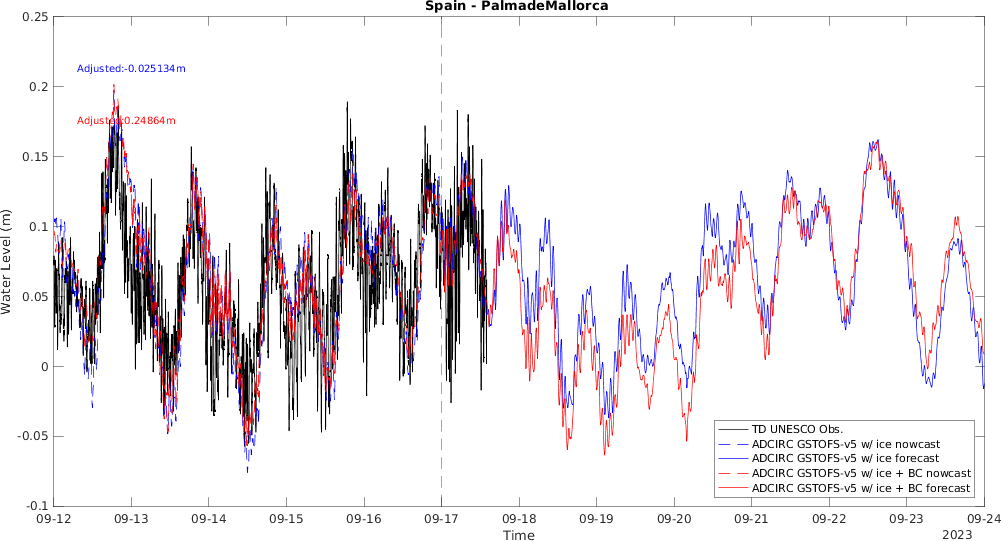 Spain - PalmadeMallorca
0.25
0.2
0.15
0.1
0.05
0
-0.05
-0.1
Water Level (m)
Adjusted:-0.025134m
Adjusted:0.24864m
TD UNESCO Obs.
ADCIRC GSTOFS-v5 w/ ice nowcast
ADCIRC GSTOFS-v5 w/ ice forecast
ADCIRC GSTOFS-v5 w/ ice + BC nowcast
ADCIRC GSTOFS-v5 w/ ice + BC forecast
09-12 09-13 09-14 09-15 09-16 09-17 09-18 09-19 09-20 09-21 09-22 09-23 09-24
Time
2023